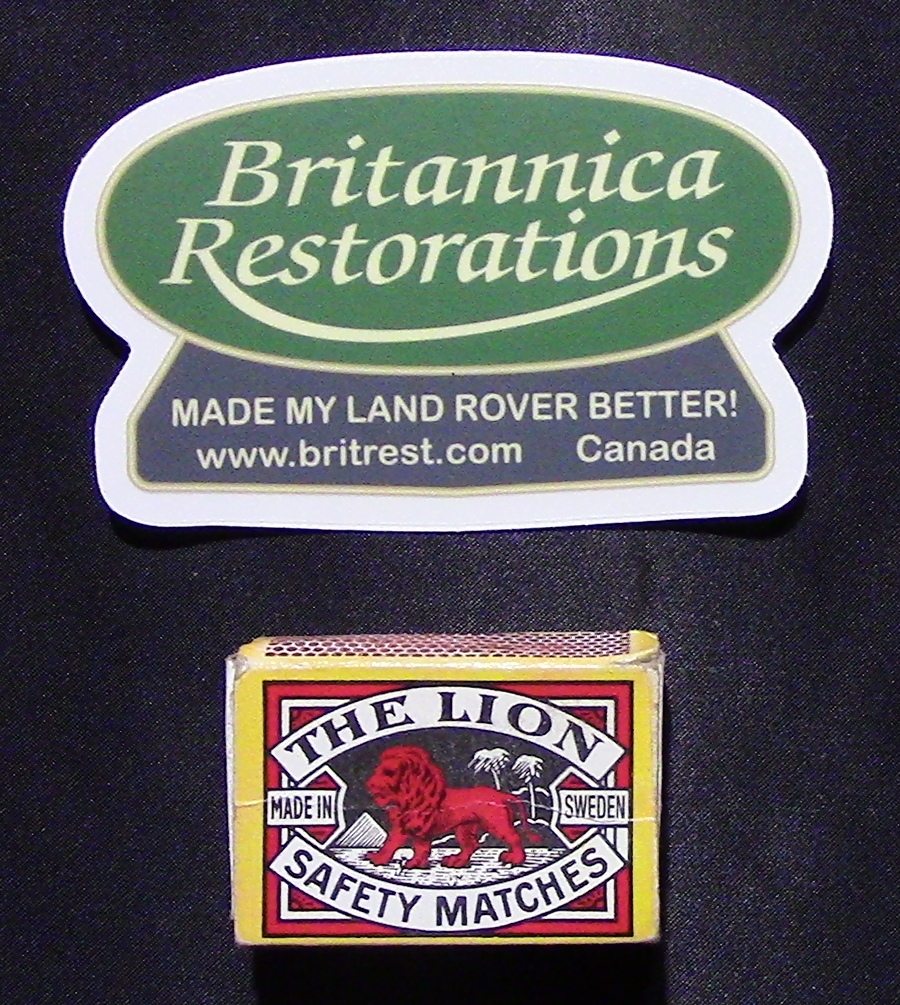 Britannica
Restorations
MADE MY LAND ROVER BETTER!
www.britrest.com Canada
THE LION
MADE IN SWEDEN
SAFETY MATCHES